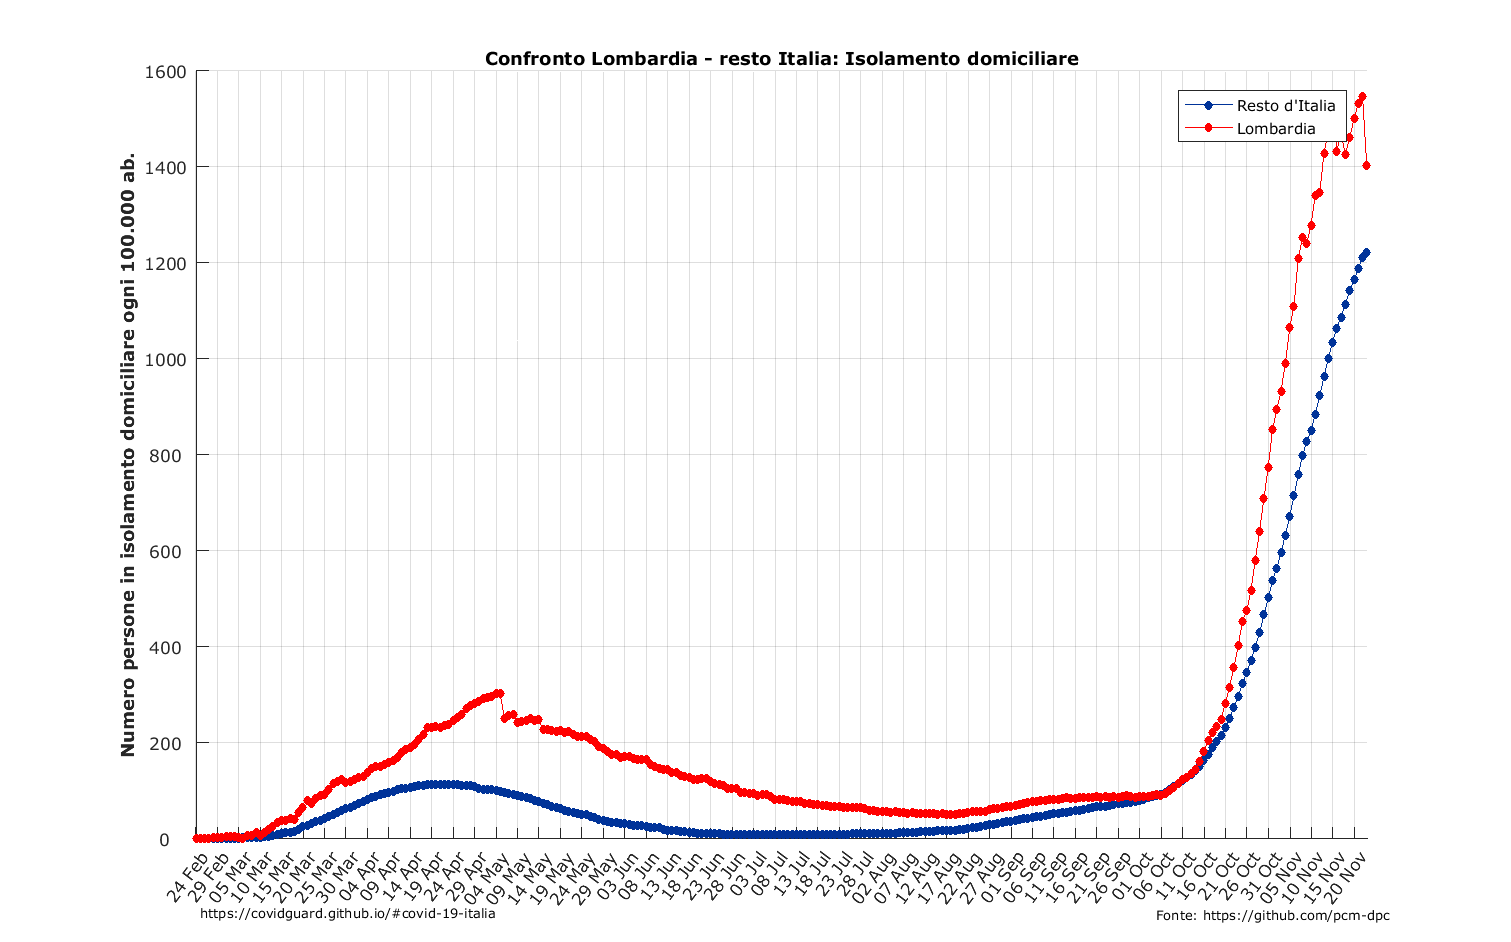 Confronto Lombardia - resto Italia: Isolamento domiciliare
Numero persone in isolamento domiciliare ogni 100.000 ab.
1600
1400
1200
1000
800
600
400
200
0
Resto d'Italia
Lombardia
24 Feb
29 Feb
05 Mar
10 Mar
15 Mar
20 Mar
25 Mar
30 Mar
04 Apr
09 Apr
14 Apr
19 Apr
24 Apr
29 Apr
04 May
09 May
14 May
19 May
24 May
29 May
03 Jun
08 Jun
13 Jun
18 Jun
23 Jun
28 Jun
03 Jul
08 Jul
13 Jul
18 Jul
23 Jul
28 Jul
02 Aug
07 Aug
12 Aug
17 Aug
22 Aug
27 Aug
01 Sep
06 Sep
11 Sep
16 Sep
21 Sep
26 Sep
01 Oct
06 Oct
11 Oct
16 Oct
21 Oct
26 Oct
31 Oct
05 Nov
10 Nov
15 Nov
20 Nov
https://covidguard.github.io/#covid-19-italia
Fonte: https://github.com/pcm-dpc